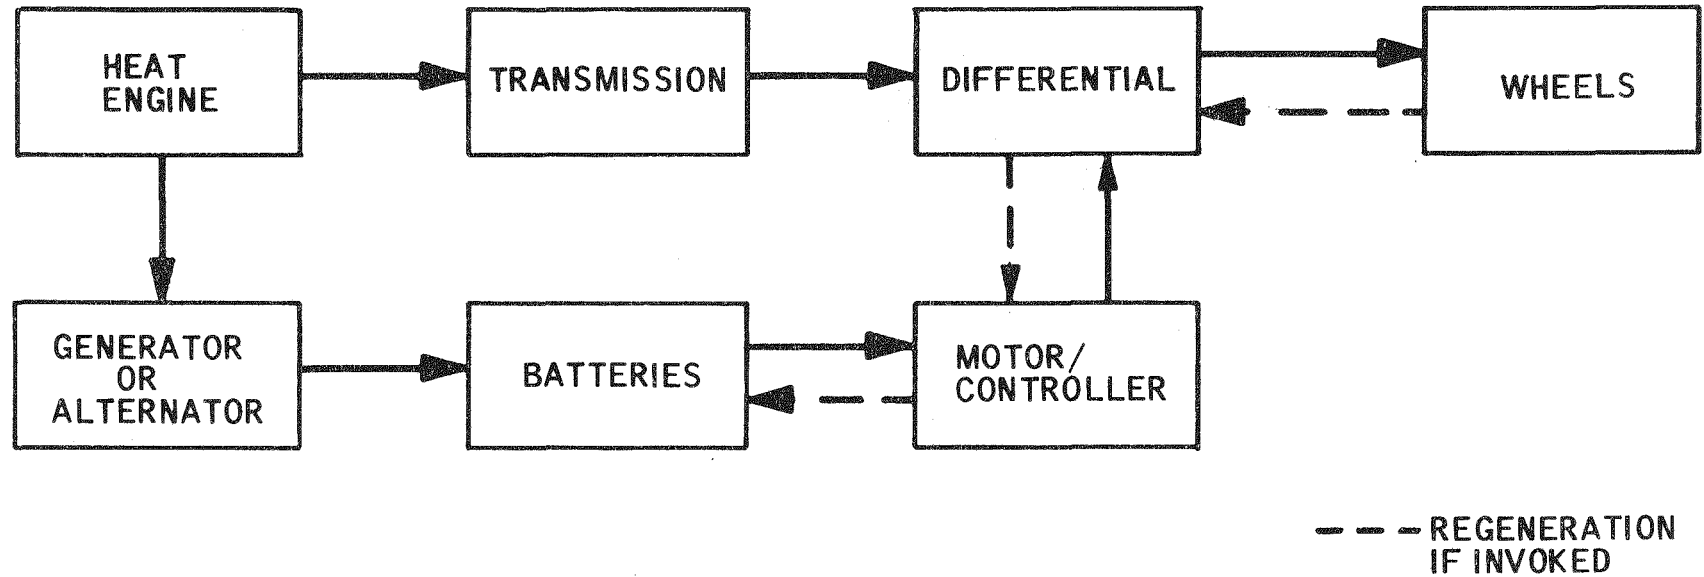 HEAT
ENGINE
TRANSMISSION
DIFFERENTIAL
WHEELS
GENERATOR
OR
ALTERNATOR
BATTERIES
MOTOR/
CONTROLLER
REGENERATION
IF INVOKED